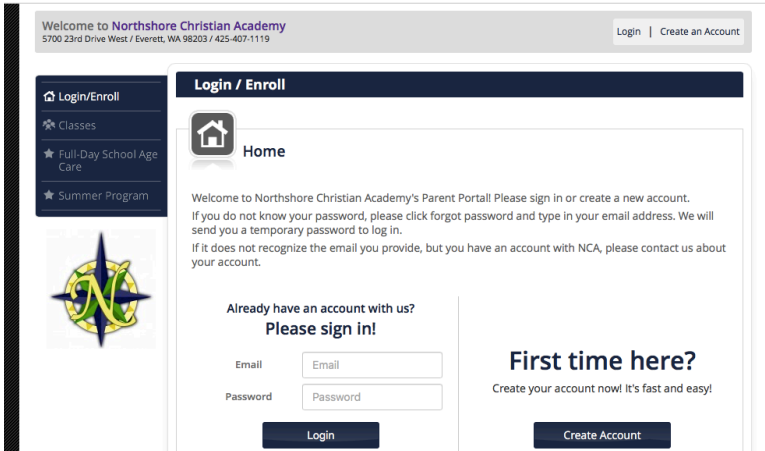 Welcome to Northshore Christian Academy
5700 23rd Drive West / Everett, WA 98203 / 425-407-1119
Login | Create an Account
Login/Enroll
Classes
Full-Day School Age
Care
Summer Program
N
Login / Enroll
Home
Welcome to Northshore Christian Academy's Parent Portal! Please sign in or create a new account.
If you do not know your password, please click forgot password and type in your email address. We will
send you a temporary password to log in.
If it does not recognize the email you provide, but you have an account with NCA, please contact us about
your account.
Already have an account with us?
Please sign in!
Email Email
Password Password
Login
First time here?
Create your account now! It's fast and easy!
Create Account